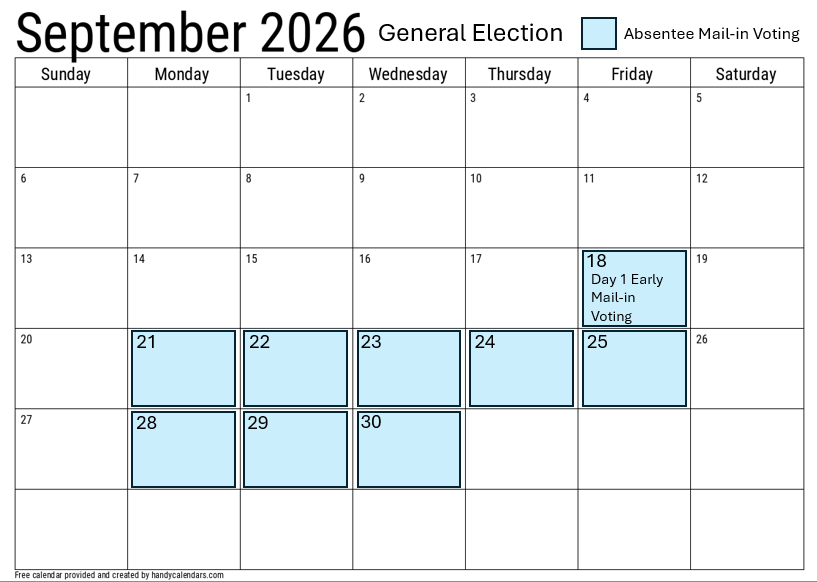 September 2026 General Election Absentee Mail-in Voting
Sunday Monday Tuesday Wednesday Thursday Friday Saturday
1 2 3 4 5
6 7 8 9 10 11 12
13 14 15 16 17 18 19
Day 1 Early
Mail-in
Voting
20 21 22 23 24 25 26
27 28 29 30
Free calendar provided and created by handycalendars.com